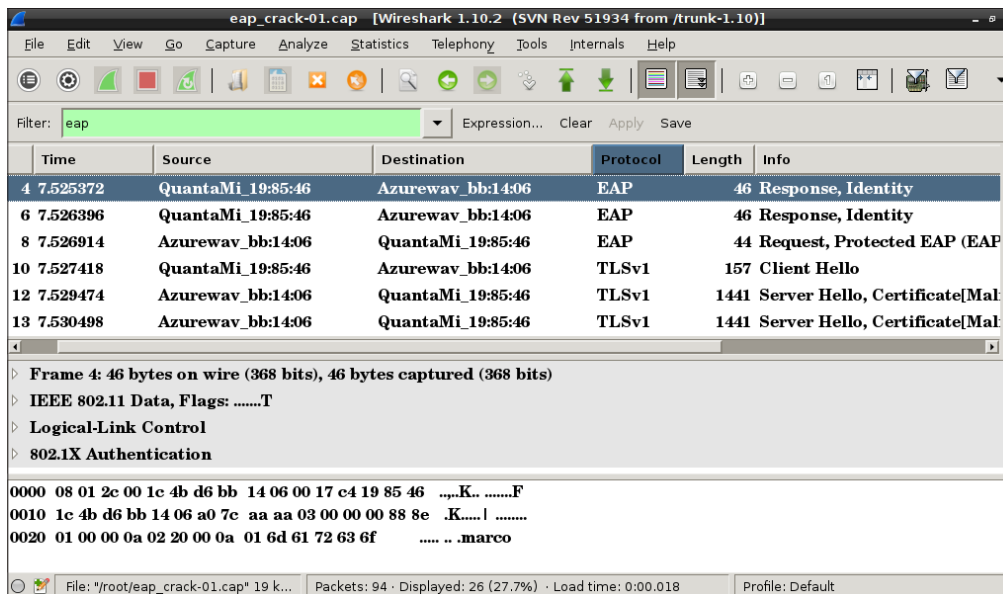 eap_crack-01.cap [Wireshark 1.10.2 (SVN Rev 51934 from /trunk-1.10)]
File Edit View Go Capture Analyze Statistics Telephony Tools Internals Help
Filter: eap Expression... Clear Apply Save
Time Source Destination Protocol Length Info
4 7.525372 QuantaMi_19:85:46 Azurewav_bb:14:06 EAP 46 Response, Identity
6 7.526396 QuantaMi_19:85:46 Azurewav_bb:14:06 EAP 46 Response, Identity
8 7.526914 Azurewav_bb:14:06 QuantaMi_19:85:46 EAP 44 Request, Protected EAP (EAP
10 7.527418 QuantaMi_19:85:46 Azurewav_bb:14:06 TLSv1 157 Client Hello
12 7.529474 Azurewav_bb:14:06 QuantaMi_19:85:46 TLSv1 1441 Server Hello, Certificate[Mal
13 7.530498 Azurewav_bb:14:06 QuantaMi_19:85:46 TLSv1 1441 Server Hello, Certificate[Mal
Frame 4: 46 bytes on wire (368 bits), 46 bytes captured (368 bits)
IEEE 802.11 Data, Flags: .......T
Logical-Link Control
802.1X Authentication
0000 08 01 2c 00 1c 4b d6 bb 14 06 00 17 c4 19 85 46 ..,..K.. .......F
0010 1c 4b d6 bb 14 06 a0 7c aa aa 03 00 00 00 88 8e .K.....| ........
0020 01 00 00 0a 02 20 00 0a 01 6d 61 72 63 6f ..... .. .marco
File: "/root/eap_crack-01.cap" 19 k... Packets: 94 · Displayed: 26 (27.7%) · Load time: 0:00.018 Profile: Default